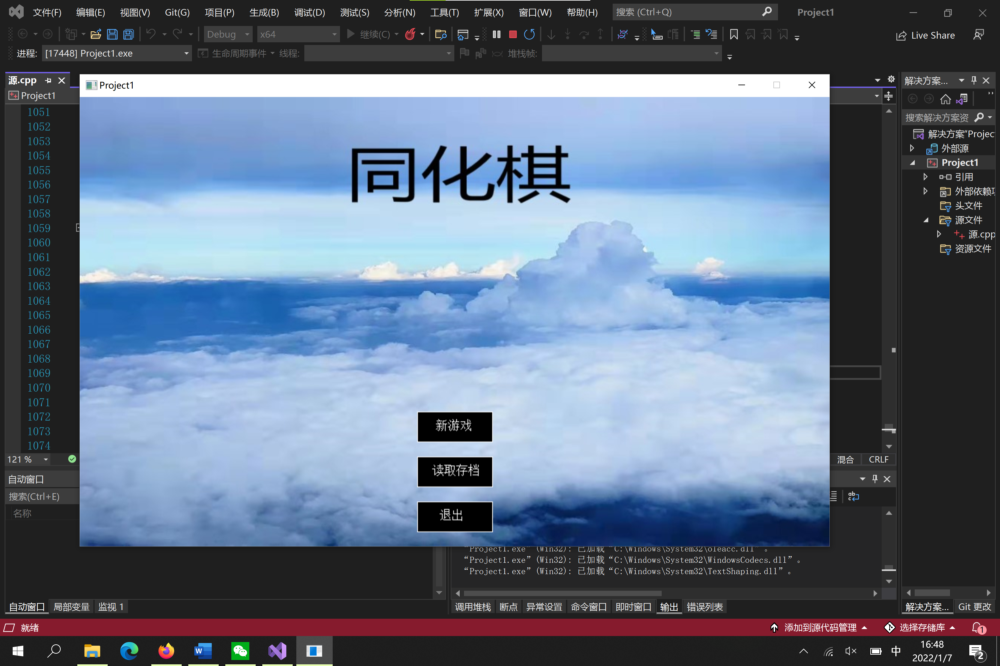 文件(F) 编辑(E) 视图(V) Git(G) 项目(P) 生成(B) 调试(D) 测试(S) 分析(N) 工具(T) 扩展(X) 窗口(W) 帮助(H) 搜索 (Ctrl+Q) Project1
Debug x64 继续(C) Live Share
进程: [17448] Project1.exe 生命周期事件 线程: 堆栈帧:
源.cpp
Project1
Project1
1051
1052
1053
1054
1055
1056
1057
1058
1059
1060
1061
1062
1063
1064
1065
1066
1067
1068
1069
1070
1071
1072
1073
1074
同化棋
新游戏
读取存档
退出
解决方案...
搜索解决方案资
解决方案“Projec
外部源
Project1
引用
外部依赖项
头文件
源文件
源.cpp
资源文件
121 %
混合 CRLF
自动窗口
搜索(Ctrl+E)
名称
“Project1.exe”(Win32): 已加载“C:\Windows\System32\oleacc.dll”。
“Project1.exe”(Win32): 已加载“C:\Windows\System32\WindowsCodecs.dll”。
“Project1.exe”(Win32): 已加载“C:\Windows\System32\TextShaping.dll”。
自动窗口 局部变量 监视 1
调用堆栈 断点 异常设置 命令窗口 即时窗口 输出 错误列表
解决方案... Git 更改
就绪 添加到源代码管理 选择存储库 1
中 16:48
2022/1/7 2